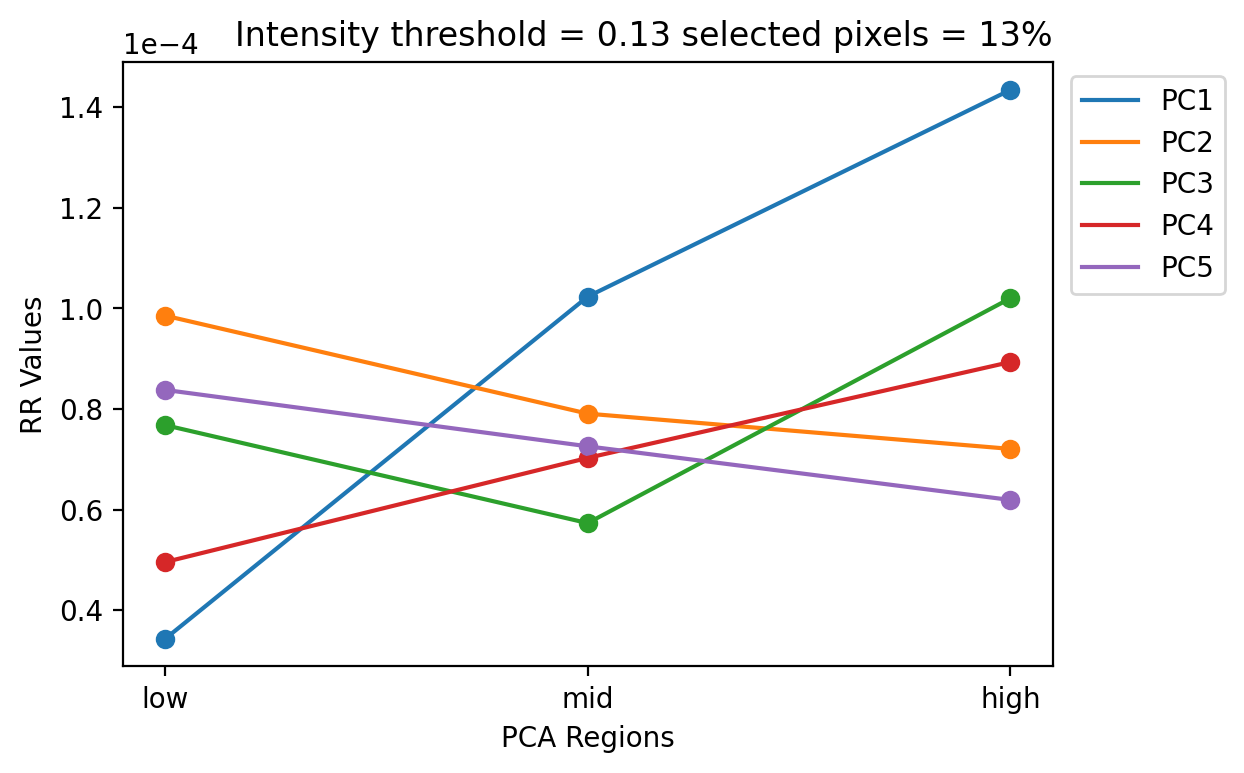 Intensity threshold = 0.13 selected pixels = 13%
1e−4
1.4
1.2
1.0
0.8
0.6
0.4
RR Values
low
mid
high
PCA Regions
PC1
PC2
PC3
PC4
PC5